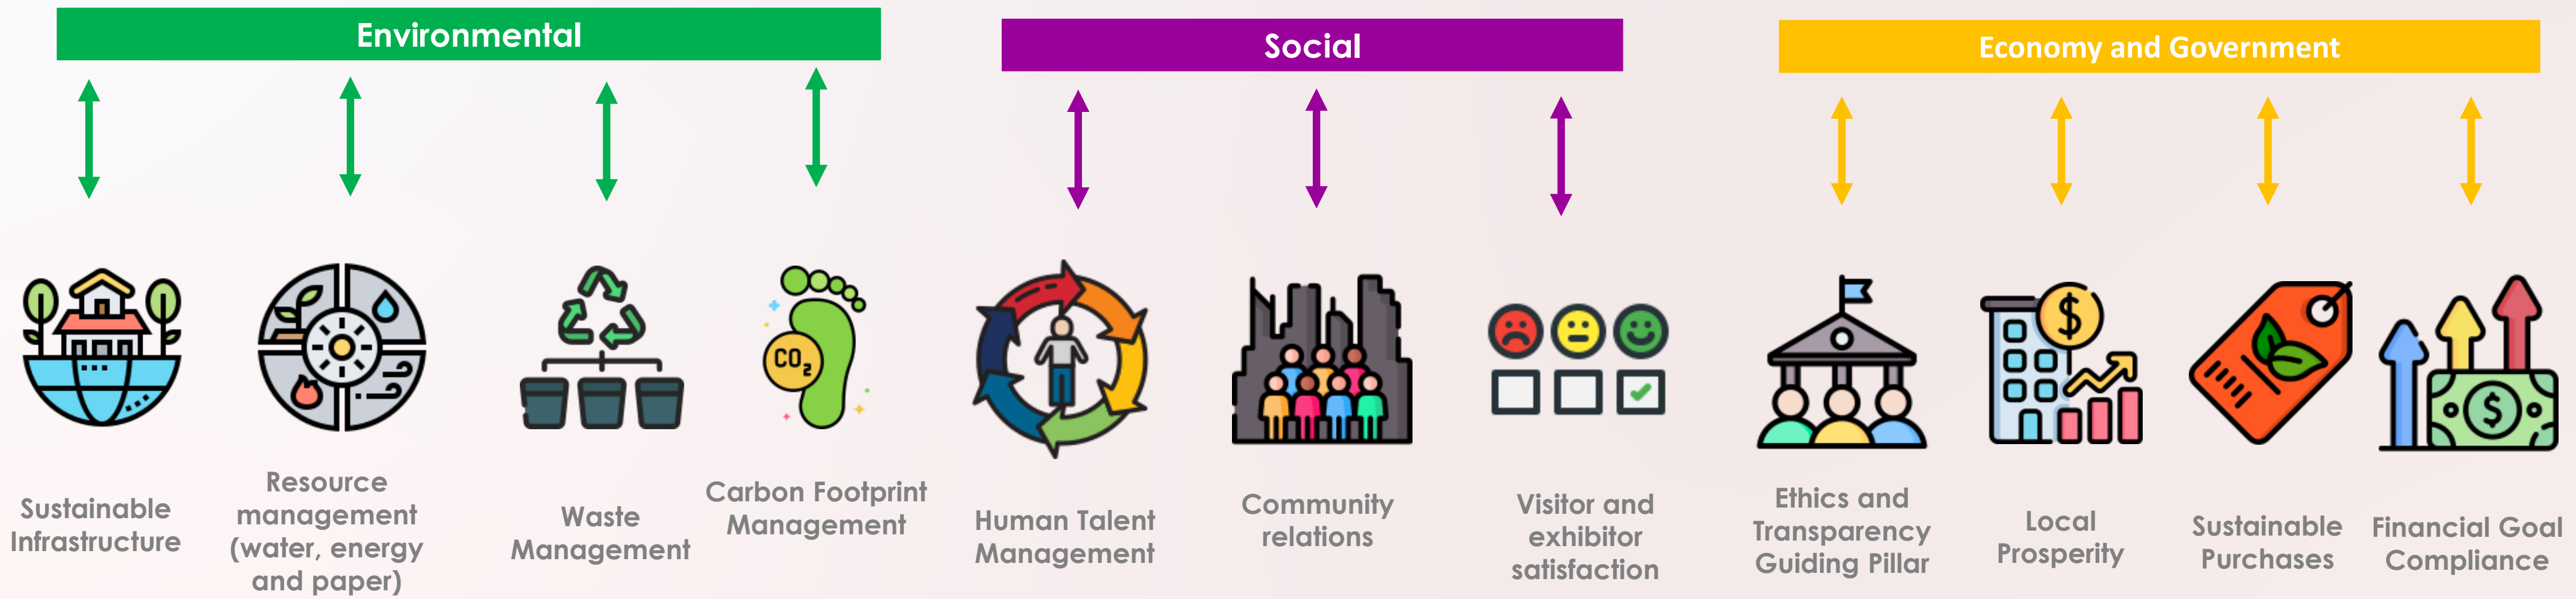 Environmental
Social
Economy and Government
CO₂
$
$
Sustainable
Infrastructure
Resource
management
(water, energy
and paper)
Waste
Management
Carbon Footprint
Management
Human Talent
Management
Community
relations
Visitor and
exhibitor
satisfaction
Ethics and
Transparency
Guiding Pillar
Local
Prosperity
Sustainable
Purchases
Financial Goal
Compliance